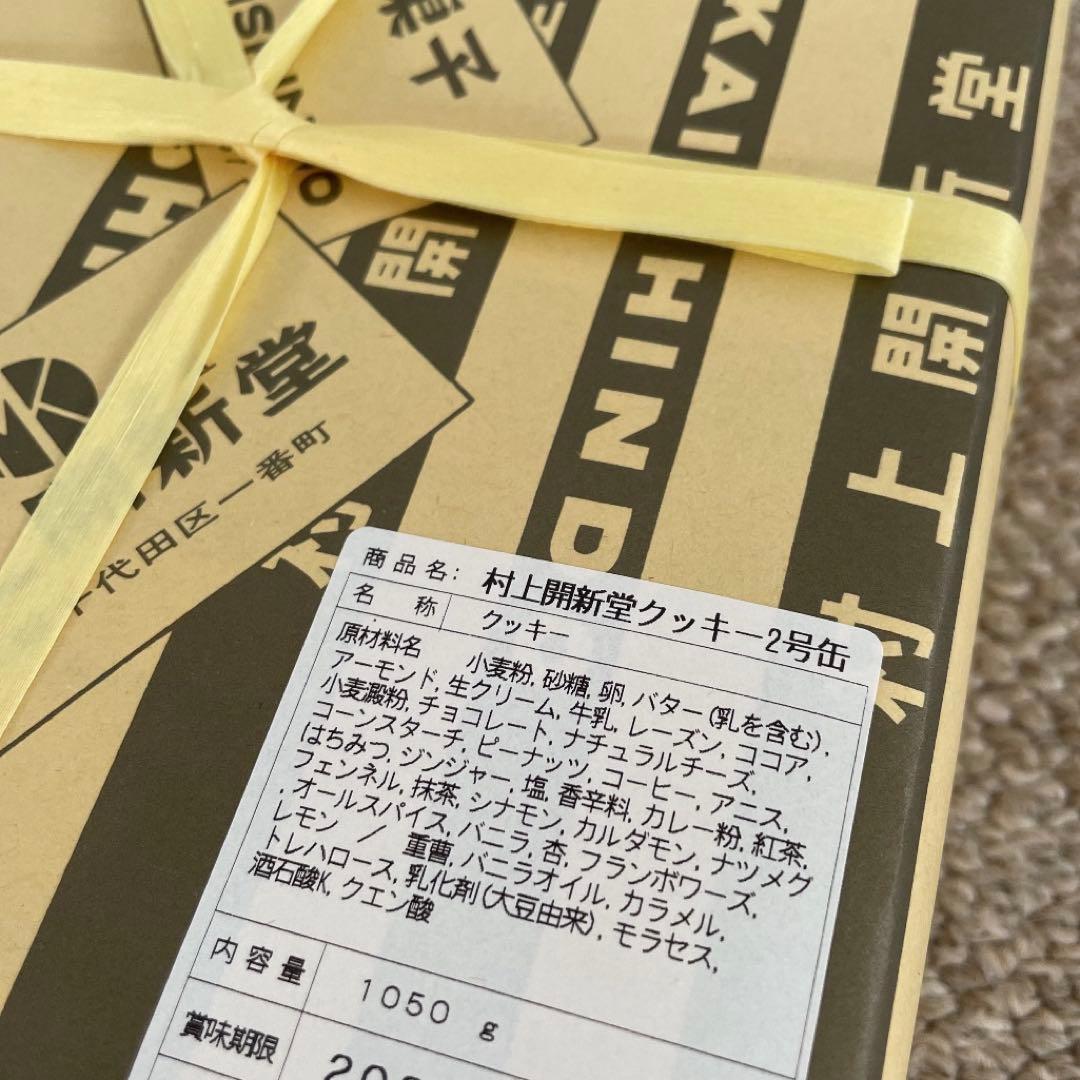 菓子
KAI
SHIN
D
開
村上開新堂
新堂
千代田区一番町
商品名: 村上開新堂クッキー2号缶
名 称 クッキー
原材料名 小麦粉, 砂糖, 卵, バター(乳を含む),
アーモンド, 生クリーム, 牛乳, レーズン, ココア,
小麦澱粉, チョコレート, ナチュラルチーズ,
コーンスターチ, ピーナッツ, コーヒー, アニス,
はちみつ, ジンジャー, 塩, 香辛料, カレー粉, 紅茶,
フェンネル, 抹茶, シナモン, カルダモン, ナツメグ
, オールスパイス, バニラ, 杏, フランボワーズ,
レモン / 重曹, バニラオイル, カラメル,
トレハロース, 乳化剤(大豆由来), モラセス,
酒石酸K, クエン酸
内容量 1050 g
賞味期限 20